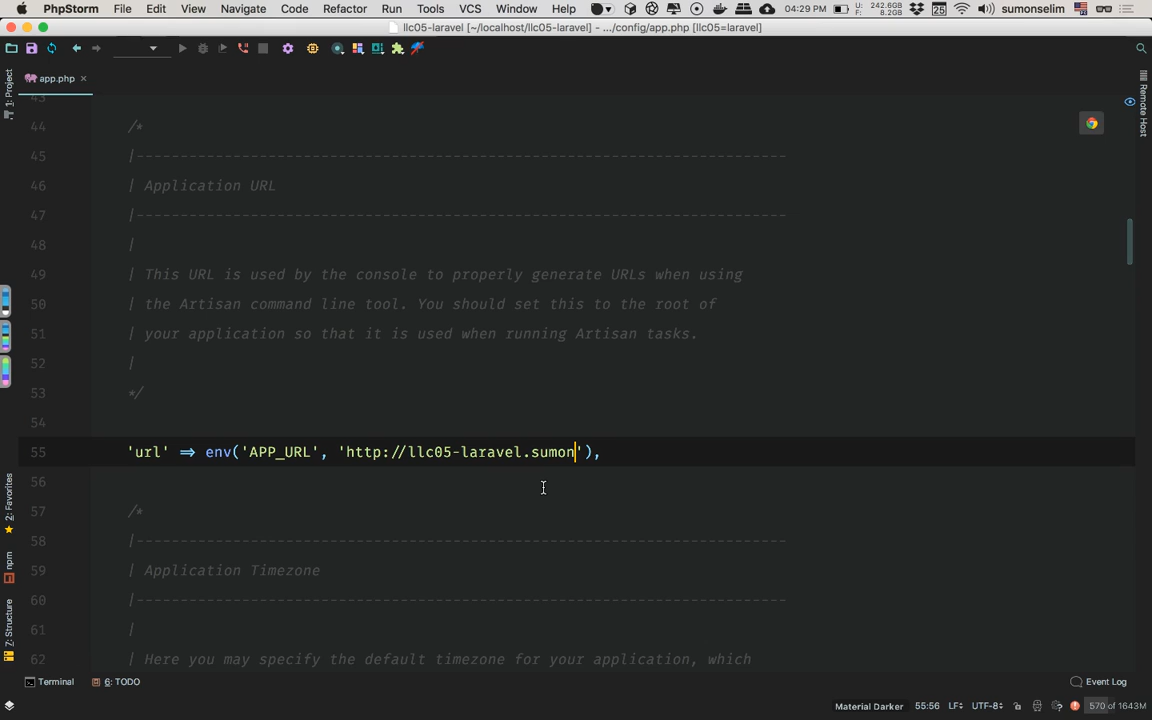 PhpStorm File Edit View Navigate Code Refactor Run Tools VCS Window Help 04:29 PM U: 242.6GB F: 8.2GB 25 sumonselim
llc05-laravel [~/localhost/llc05-laravel] - .../config/app.php [llc05=laravel]
app.php ×
1: Project
Remote Host
43
44 /*
45 |--------------------------------------------------------------------------
46 | Application URL
47 |--------------------------------------------------------------------------
48 |
49 | This URL is used by the console to properly generate URLs when using
50 | the Artisan command line tool. You should set this to the root of
51 | your application so that it is used when running Artisan tasks.
52 |
53 */
54
55 'url' => env('APP_URL', 'http://llc05-laravel.sumon'),
56
57 /*
58 |--------------------------------------------------------------------------
59 | Application Timezone
60 |--------------------------------------------------------------------------
61 |
62 | Here you may specify the default timezone for your application, which
2: Favorites
npm
7: Structure
Terminal 6: TODO Event Log
Material Darker 55:56 LF UTF-8 570 of 1643M